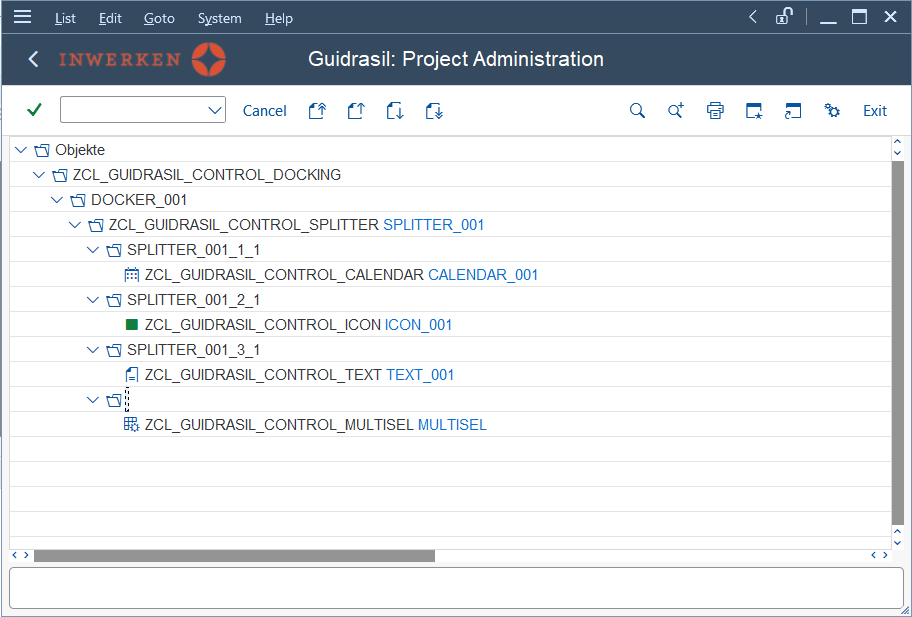 List Edit Goto System Help
INWERKEN Guidrasil: Project Administration
Cancel Exit
Objekte
ZCL_GUIDRASIL_CONTROL_DOCKING
DOCKER_001
ZCL_GUIDRASIL_CONTROL_SPLITTER SPLITTER_001
SPLITTER_001_1_1
ZCL_GUIDRASIL_CONTROL_CALENDAR CALENDAR_001
SPLITTER_001_2_1
ZCL_GUIDRASIL_CONTROL_ICON ICON_001
SPLITTER_001_3_1
ZCL_GUIDRASIL_CONTROL_TEXT TEXT_001
ZCL_GUIDRASIL_CONTROL_MULTISEL MULTISEL